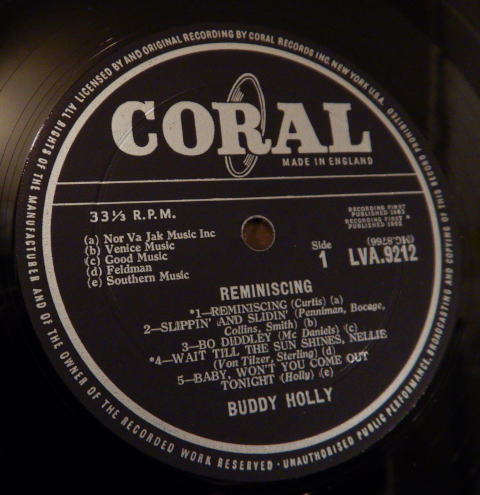 ALL LICENSED BY AND ORIGINAL RECORDING BY CORAL RECORDS INC. NEW YORK U.S.A.
ALL RIGHTS OF THE MANUFACTURER AND OF THE OWNER OF THE RECORDED WORK RESERVED · UNAUTHORISED PUBLIC PERFORMANCE, BROADCASTING AND COPYING OF THIS RECORD PROHIBITED
CORAL
MADE IN ENGLAND
33⅓ R.P.M.
RECORDING FIRST
PUBLISHED 1963
RECORDING FIRST *
PUBLISHED 1962
(a) Nor Va Jak Music Inc
(b) Venice Music
(c) Good Music
(d) Feldman
(e) Southern Music
Side
1
LVA.9212
REMINISCING
*1—REMINISCING (Curtis) (a)
2—SLIPPIN' AND SLIDIN' (Penniman, Bocage,
Collins, Smith) (b)
3—BO DIDDLEY (Mc Daniels) (c)
*4—WAIT TILL THE SUN SHINES, NELLIE
(Von Tilzer, Sterling) (d)
5—BABY, WON'T YOU COME OUT
TONIGHT (Holly) (e)
BUDDY HOLLY